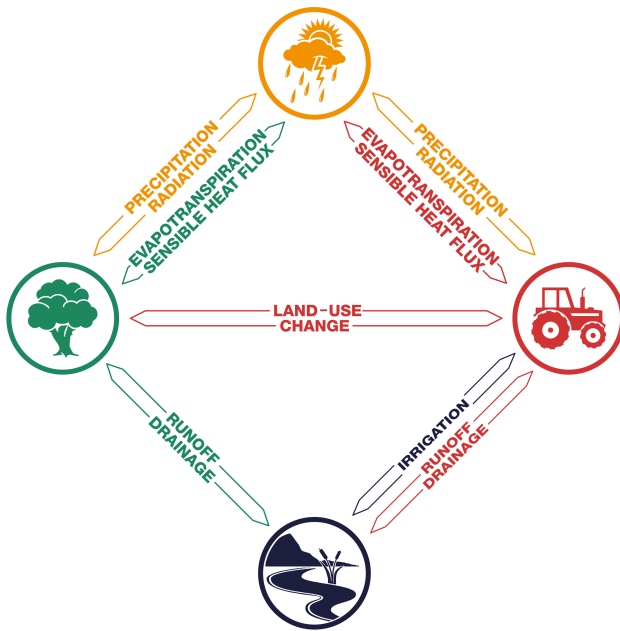 PRECIPITATION
RADIATION
EVAPOTRANSPIRATION
SENSIBLE HEAT FLUX
PRECIPITATION
RADIATION
EVAPOTRANSPIRATION
SENSIBLE HEAT FLUX
LAND-USE
CHANGE
RUNOFF
DRAINAGE
IRRIGATION
RUNOFF
DRAINAGE